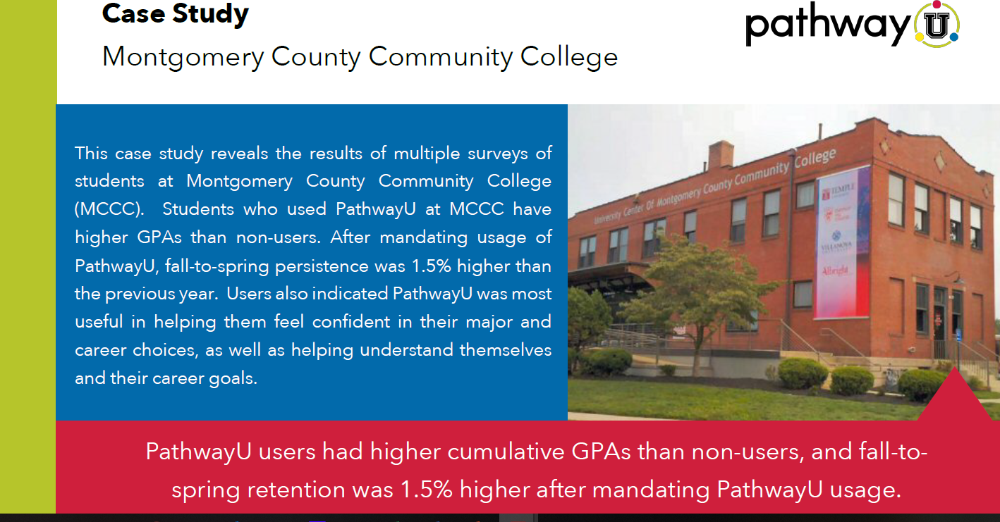 Case Study
pathway U
Montgomery County Community College
This case study reveals the results of multiple surveys of
students at Montgomery County Community College
(MCCC).  Students who used PathwayU at MCCC have
higher GPAs than non-users. After mandating usage of
PathwayU, fall-to-spring persistence was 1.5% higher than
the previous year.  Users also indicated PathwayU was most
useful in helping them feel confident in their major and
career choices, as well as helping understand themselves
and their career goals.
University Center Of Montgomery County Community College
TEMPLE
VILLANOVA
Albright
PathwayU users had higher cumulative GPAs than non-users, and fall-to-
spring retention was 1.5% higher after mandating PathwayU usage.